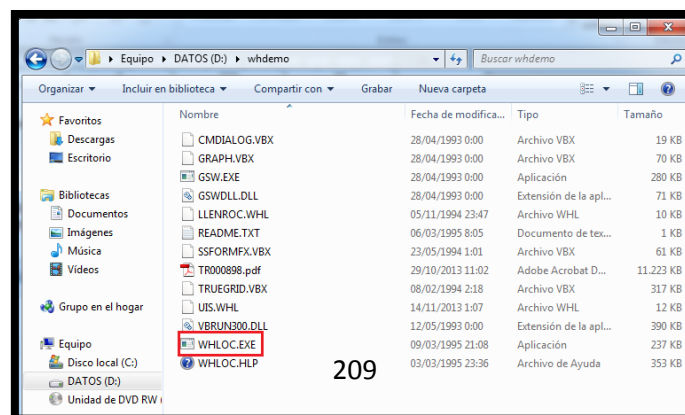 Equipo ▸ DATOS (D:) ▸ whdemo
Buscar whdemo
Organizar Incluir en biblioteca Compartir con Grabar Nueva carpeta
Favoritos
Descargas
Escritorio
Bibliotecas
Documentos
Imágenes
Música
Vídeos
Grupo en el hogar
Equipo
Disco local (C:)
DATOS (D:)
Unidad de DVD RW
Nombre Fecha de modifica... Tipo Tamaño
CMDIALOG.VBX 28/04/1993 0:00 Archivo VBX 19 KB
GRAPH.VBX 28/04/1993 0:00 Archivo VBX 70 KB
GSW.EXE 28/04/1993 0:00 Aplicación 280 KB
GSWDLL.DLL 28/04/1993 0:00 Extensión de la apl... 71 KB
LLENROC.WHL 05/11/1994 23:47 Archivo WHL 10 KB
README.TXT 06/03/1995 8:05 Documento de tex... 1 KB
SSFORMFX.VBX 23/05/1994 1:01 Archivo VBX 61 KB
TR000898.pdf 29/10/2013 11:02 Adobe Acrobat D... 11.223 KB
TRUEGRID.VBX 08/02/1994 2:18 Archivo VBX 317 KB
UIS.WHL 14/11/2013 1:07 Archivo WHL 12 KB
VBRUN300.DLL 12/05/1993 0:00 Extensión de la apl... 390 KB
WHLOC.EXE 09/03/1995 21:08 Aplicación 237 KB
WHLOC.HLP 03/03/1995 23:36 Archivo de Ayuda 353 KB
209